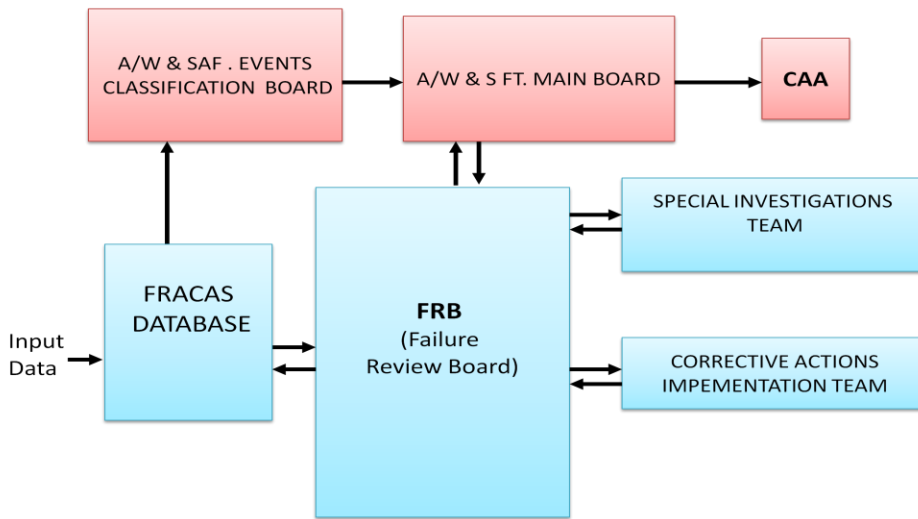 A/W & SAF . EVENTS
CLASSIFICATION BOARD
A/W & S FT. MAIN BOARD
CAA
SPECIAL INVESTIGATIONS
TEAM
FRACAS
DATABASE
FRB
(Failure
Review Board)
Input
Data
CORRECTIVE ACTIONS
IMPEMENTATION TEAM